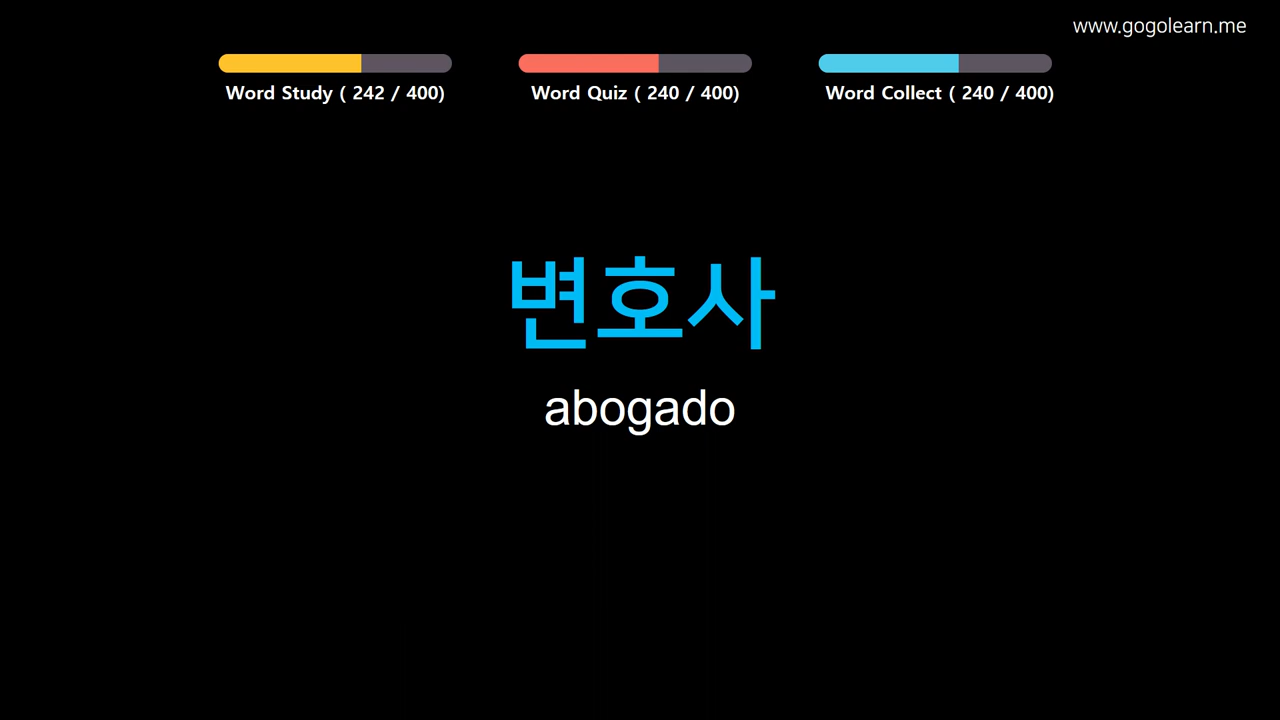 www.gogolearn.me
Word Study ( 242 / 400)
Word Quiz ( 240 / 400)
Word Collect ( 240 / 400)
변호사
abogado